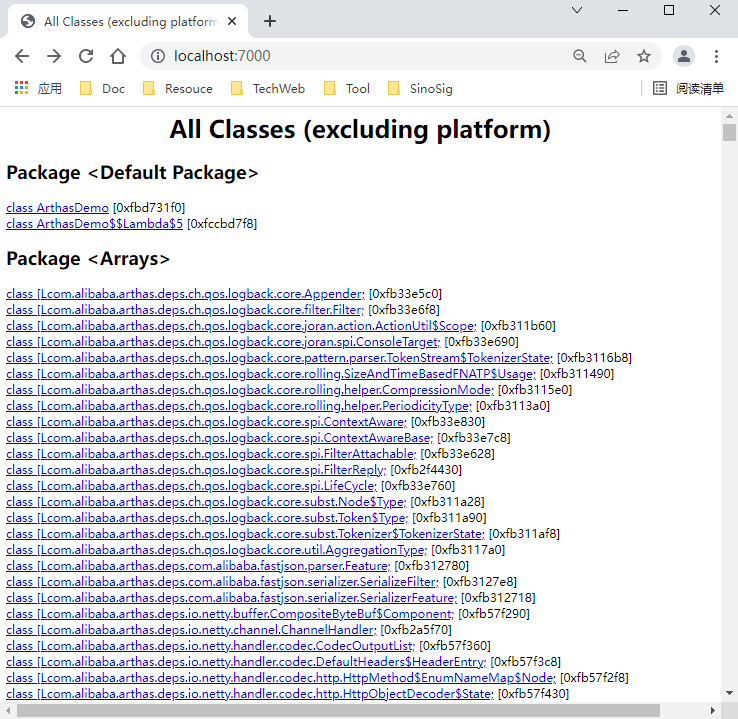 All Classes (excluding platform
localhost:7000
应用
Doc
Resouce
TechWeb
Tool
SinoSig
阅读清单
All Classes (excluding platform)
Package <Default Package>
class ArthasDemo [0xfbd731f0]
class ArthasDemo$$Lambda$5 [0xfccbd7f8]
Package <Arrays>
class [Lcom.alibaba.arthas.deps.ch.qos.logback.core.Appender; [0xfb33e5c0]
class [Lcom.alibaba.arthas.deps.ch.qos.logback.core.filter.Filter; [0xfb33e6f8]
class [Lcom.alibaba.arthas.deps.ch.qos.logback.core.joran.action.ActionUtil$Scope; [0xfb311b60]
class [Lcom.alibaba.arthas.deps.ch.qos.logback.core.joran.spi.ConsoleTarget; [0xfb33e690]
class [Lcom.alibaba.arthas.deps.ch.qos.logback.core.pattern.parser.TokenStream$TokenizerState; [0xfb3116b8]
class [Lcom.alibaba.arthas.deps.ch.qos.logback.core.rolling.SizeAndTimeBasedFNATP$Usage; [0xfb311490]
class [Lcom.alibaba.arthas.deps.ch.qos.logback.core.rolling.helper.CompressionMode; [0xfb3115e0]
class [Lcom.alibaba.arthas.deps.ch.qos.logback.core.rolling.helper.PeriodicityType; [0xfb3113a0]
class [Lcom.alibaba.arthas.deps.ch.qos.logback.core.spi.ContextAware; [0xfb33e830]
class [Lcom.alibaba.arthas.deps.ch.qos.logback.core.spi.ContextAwareBase; [0xfb33e7c8]
class [Lcom.alibaba.arthas.deps.ch.qos.logback.core.spi.FilterAttachable; [0xfb33e628]
class [Lcom.alibaba.arthas.deps.ch.qos.logback.core.spi.FilterReply; [0xfb2f4430]
class [Lcom.alibaba.arthas.deps.ch.qos.logback.core.spi.LifeCycle; [0xfb33e760]
class [Lcom.alibaba.arthas.deps.ch.qos.logback.core.subst.Node$Type; [0xfb311a28]
class [Lcom.alibaba.arthas.deps.ch.qos.logback.core.subst.Token$Type; [0xfb311a90]
class [Lcom.alibaba.arthas.deps.ch.qos.logback.core.subst.Tokenizer$TokenizerState; [0xfb311af8]
class [Lcom.alibaba.arthas.deps.ch.qos.logback.core.util.AggregationType; [0xfb3117a0]
class [Lcom.alibaba.arthas.deps.com.alibaba.fastjson.parser.Feature; [0xfb312780]
class [Lcom.alibaba.arthas.deps.com.alibaba.fastjson.serializer.SerializeFilter; [0xfb3127e8]
class [Lcom.alibaba.arthas.deps.com.alibaba.fastjson.serializer.SerializerFeature; [0xfb312718]
class [Lcom.alibaba.arthas.deps.io.netty.buffer.CompositeByteBuf$Component; [0xfb57f290]
class [Lcom.alibaba.arthas.deps.io.netty.channel.ChannelHandler; [0xfb2a5f70]
class [Lcom.alibaba.arthas.deps.io.netty.handler.codec.CodecOutputList; [0xfb57f360]
class [Lcom.alibaba.arthas.deps.io.netty.handler.codec.DefaultHeaders$HeaderEntry; [0xfb57f3c8]
class [Lcom.alibaba.arthas.deps.io.netty.handler.codec.http.HttpMethod$EnumNameMap$Node; [0xfb57f2f8]
class [Lcom.alibaba.arthas.deps.io.netty.handler.codec.http.HttpObjectDecoder$State; [0xfb57f430]